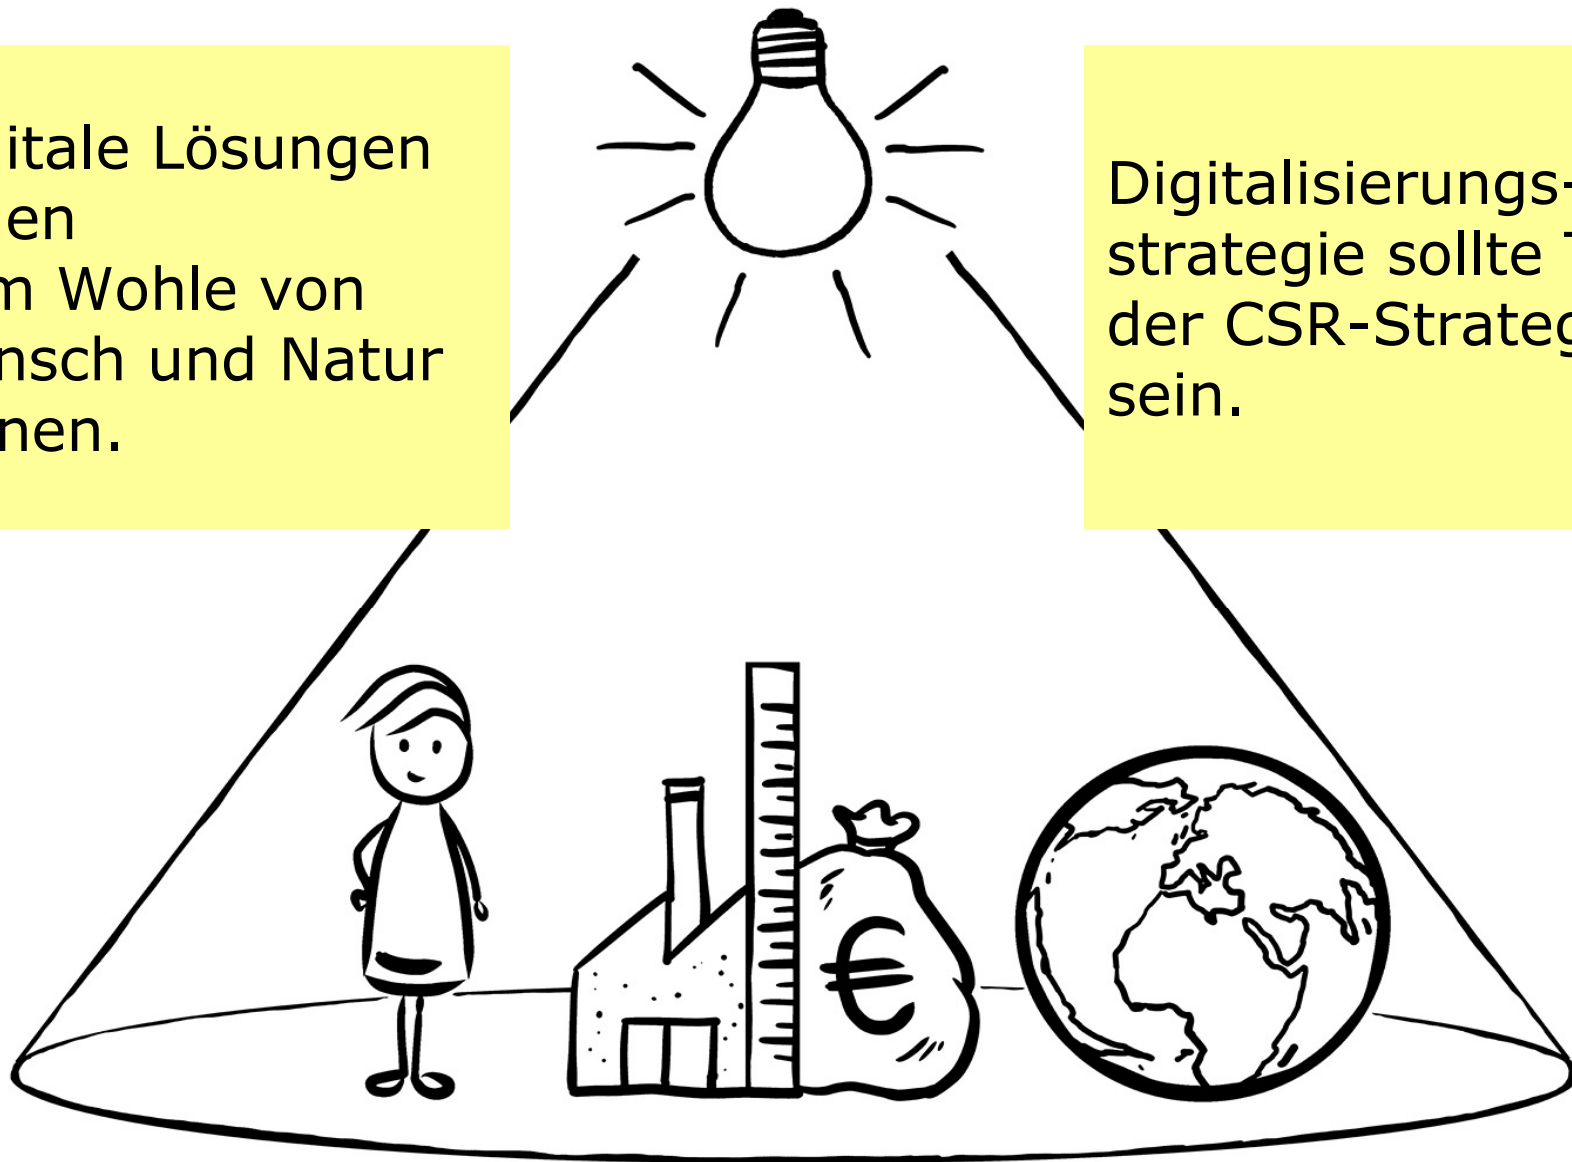 itale Lösungen
en
m Wohle von
nsch und Natur
nen.
Digitalisierungs-
strategie sollte T
der CSR-Strateg
sein.
€